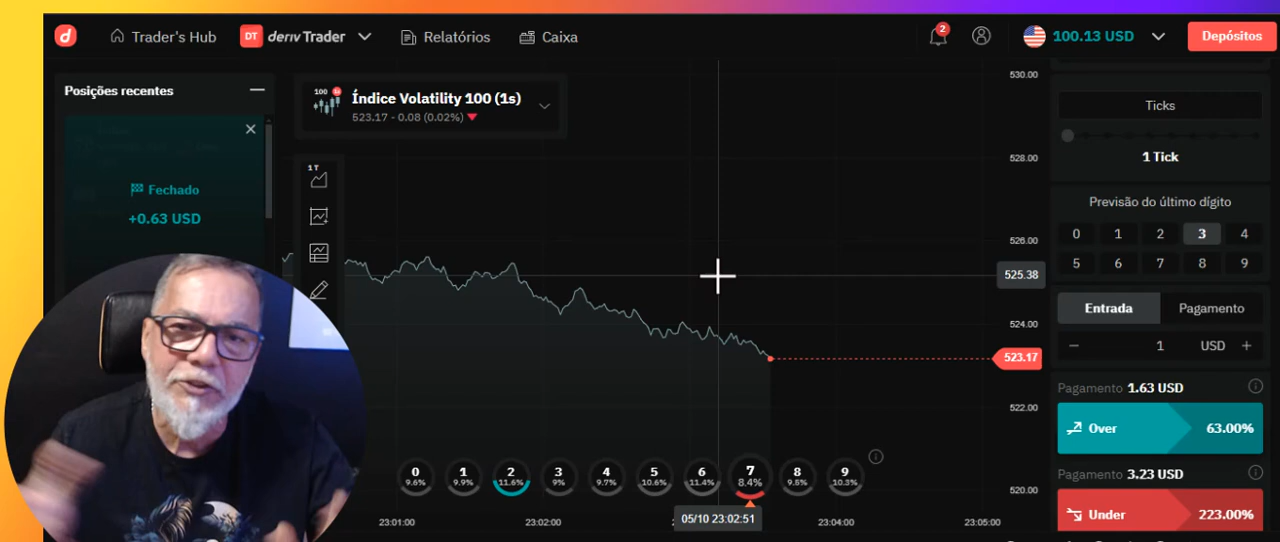 Trader's Hub
DT deriv Trader
Relatórios
Caixa
2
100.13 USD
Depósitos
Posições recentes
Fechado
+0.63 USD
100 1s
Índice Volatility 100 (1s)
523.17 - 0.08 (0.02%)
1 T
530.00
528.00
526.00
525.38
524.00
523.17
522.00
520.00
0 1 2 3 4 5 6 7 8 9
9.6% 9.9% 11.6% 9% 9.7% 10.6% 11.4% 8.4% 9.5% 10.3%
23:01:00
23:02:00
05/10 23:02:51
23:04:00
23:05:00
Ticks
1 Tick
Previsão do último dígito
0 1 2 3 4
5 6 7 8 9
Entrada Pagamento
− 1 USD +
Pagamento 1.63 USD
Over 63.00%
Pagamento 3.23 USD
Under 223.00%